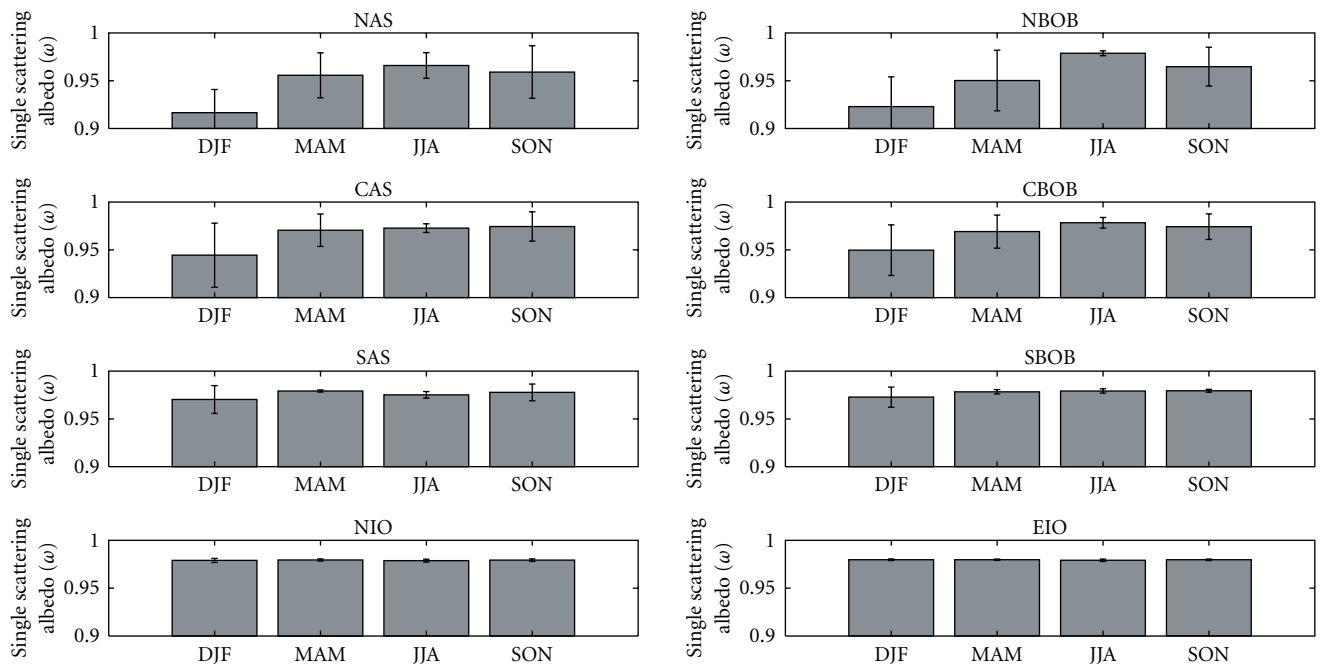 NAS
Single scattering
albedo (ω)
1
0.95
0.9
DJF MAM JJA SON
NBOB
Single scattering
albedo (ω)
1
0.95
0.9
DJF MAM JJA SON
CAS
Single scattering
albedo (ω)
1
0.95
0.9
DJF MAM JJA SON
CBOB
Single scattering
albedo (ω)
1
0.95
0.9
DJF MAM JJA SON
SAS
Single scattering
albedo (ω)
1
0.95
0.9
DJF MAM JJA SON
SBOB
Single scattering
albedo (ω)
1
0.95
0.9
DJF MAM JJA SON
NIO
Single scattering
albedo (ω)
1
0.95
0.9
DJF MAM JJA SON
EIO
Single scattering
albedo (ω)
1
0.95
0.9
DJF MAM JJA SON